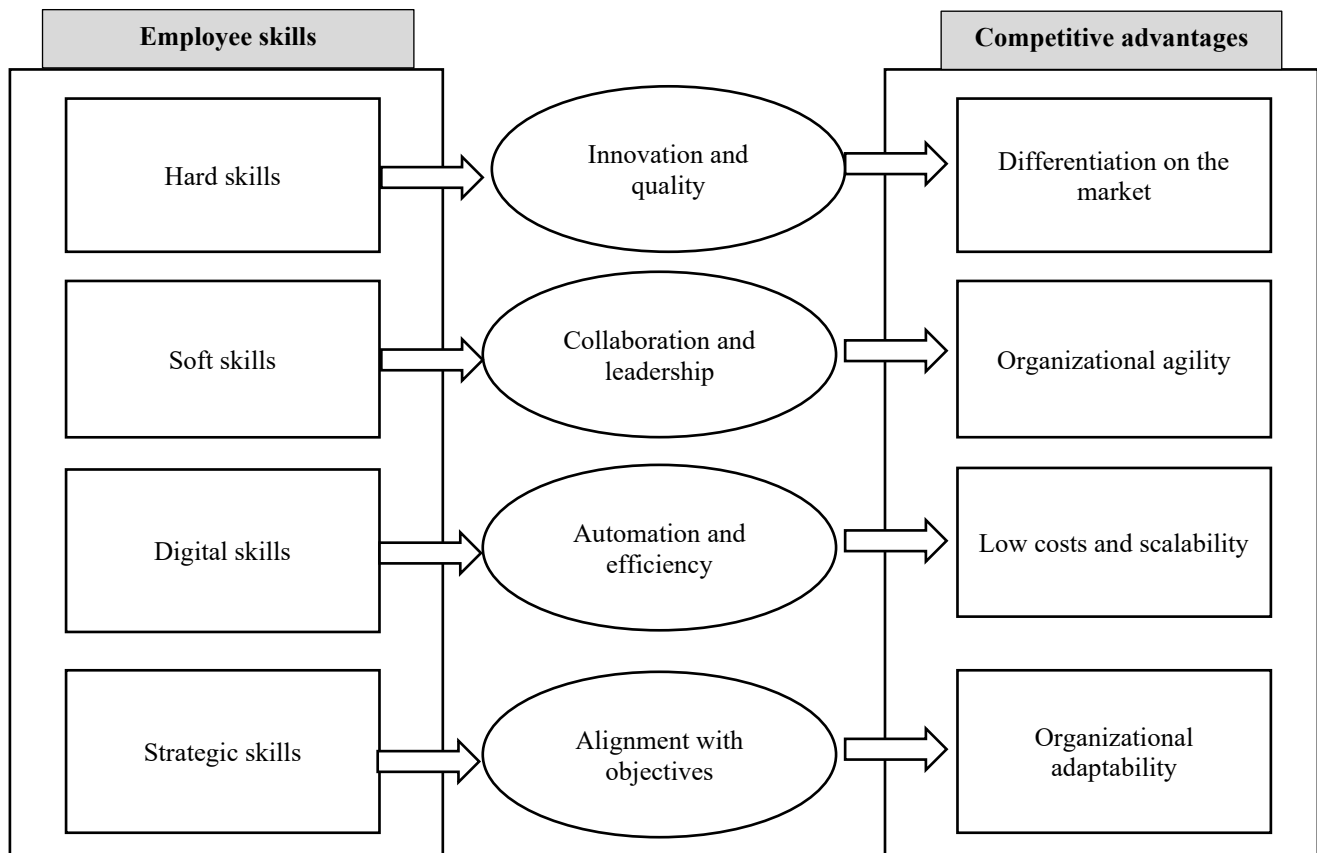 Employee skills
Competitive advantages
Hard skills
Innovation and
quality
Differentiation on the
market
Soft skills
Collaboration and
leadership
Organizational agility
Digital skills
Automation and
efficiency
Low costs and scalability
Strategic skills
Alignment with
objectives
Organizational
adaptability